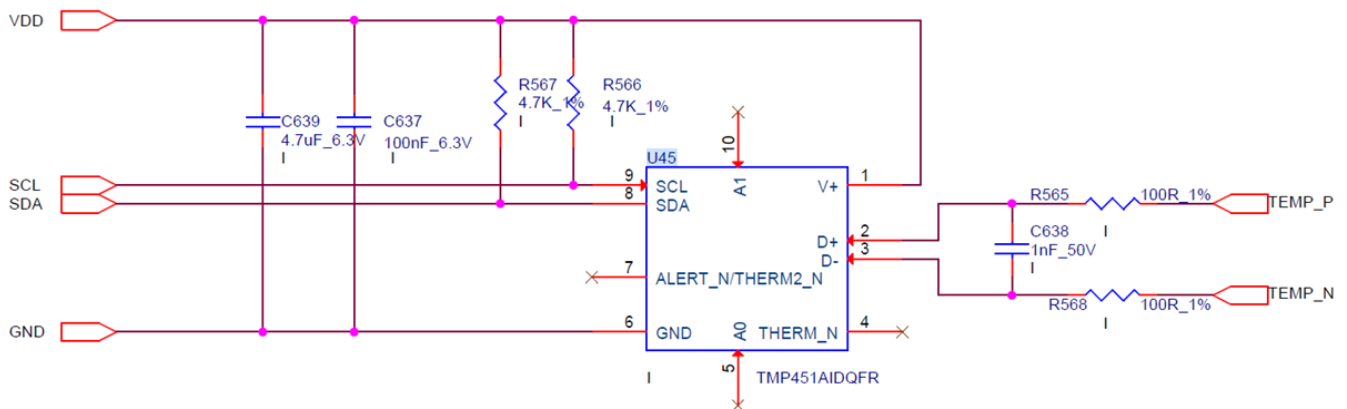 VDD
R567
4.7K_1%
I
R566
4.7K_1%
I
C639
4.7uF_6.3V
I
C637
100nF_6.3V
I
U45
10
A1
SCL
9
SCL
V+
1
SDA
8
SDA
R565
100R_1%
TEMP_P
I
2
D+
3
D-
C638
1nF_50V
I
7
ALERT_N/THERM2_N
R568
100R_1%
TEMP_N
I
GND
6
GND
A0
THERM_N
4
5
I
TMP451AIDQFR